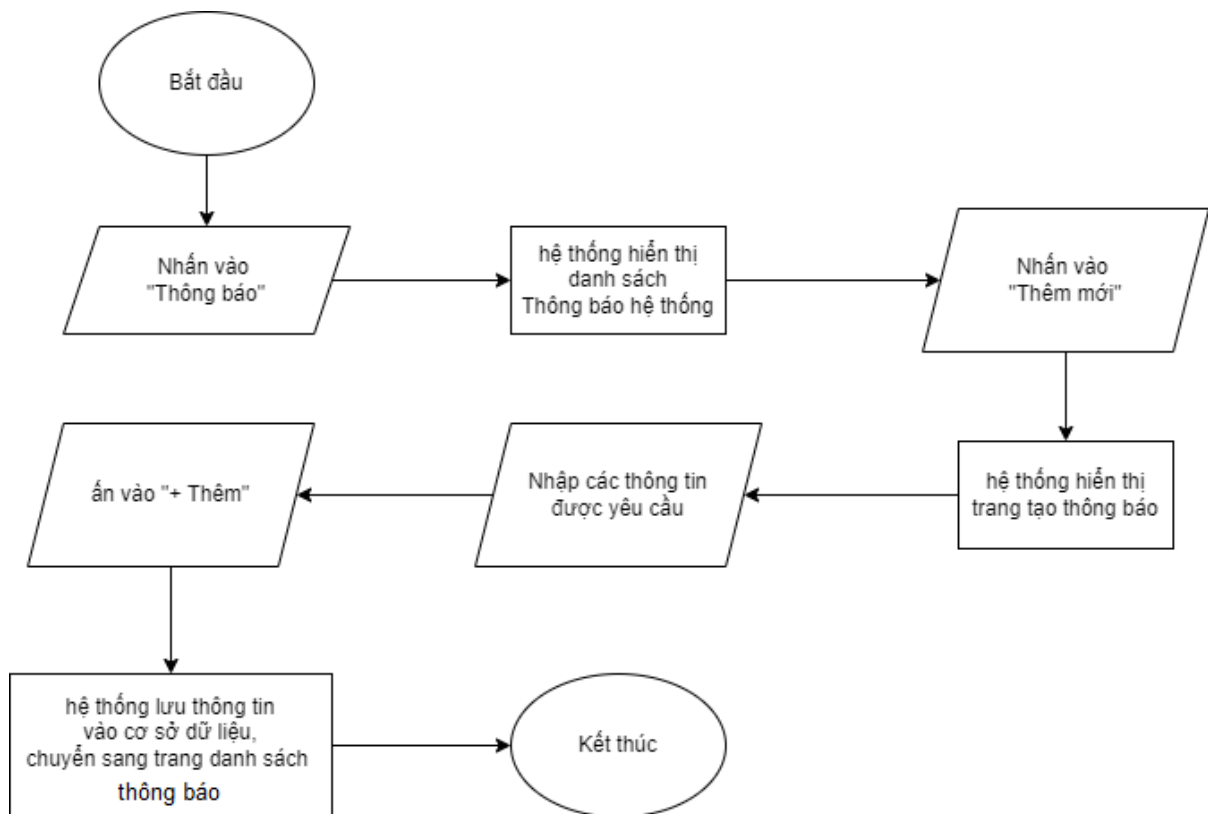 Bắt đầu
Nhấn vào
"Thông báo"
hệ thống hiển thị
danh sách
Thông báo hệ thống
Nhấn vào
"Thêm mới"
hệ thống hiển thị
trang tạo thông báo
Nhập các thông tin
được yêu cầu
ấn vào "+ Thêm"
hệ thống lưu thông tin
vào cơ sở dữ liệu,
chuyển sang trang danh sách
thông báo
Kết thúc